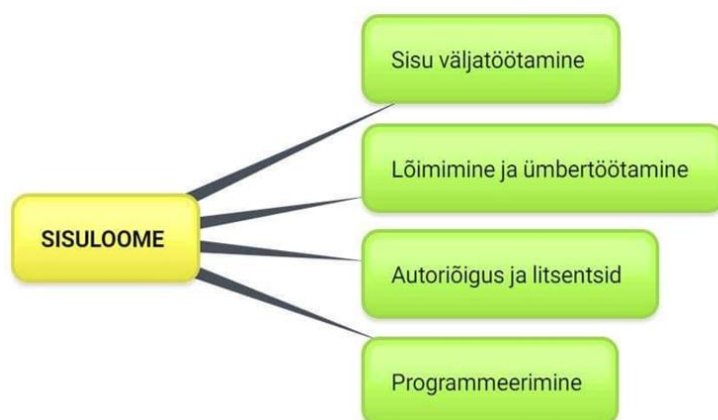 Sisu väljatöötamine
Lõimimine ja ümbertöötamine
SISULOOME
Autoriõigus ja litsentsid
Programmeerimine